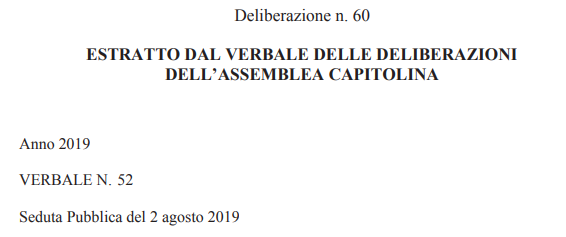 Deliberazione n. 60
ESTRATTO DAL VERBALE DELLE DELIBERAZIONI
DELL’ASSEMBLEA CAPITOLINA
Anno 2019
VERBALE N. 52
Seduta Pubblica del 2 agosto 2019